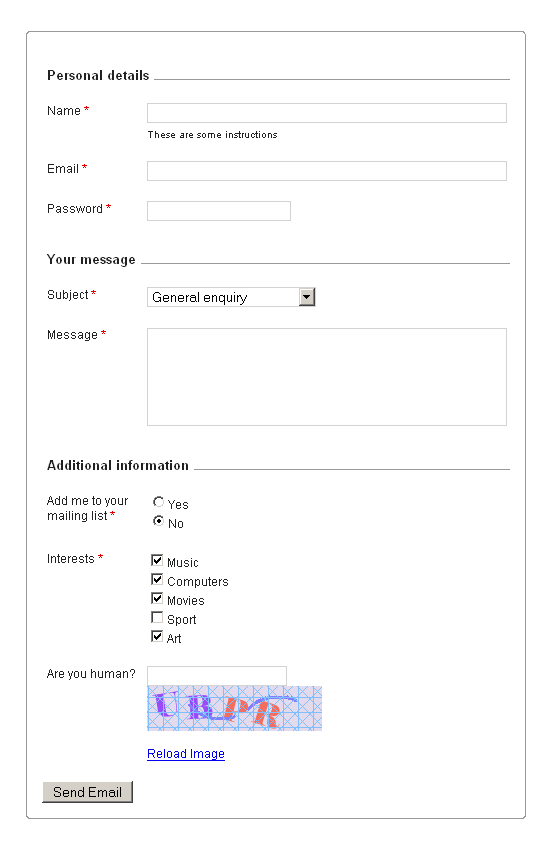 Personal details
Name *
These are some instructions
Email *
Password *
Your message
Subject *
General enquiry
Message *
Additional information
Add me to your
mailing list *
Yes
No
Interests *
Music
Computers
Movies
Sport
Art
Are you human?
Reload Image
Send Email